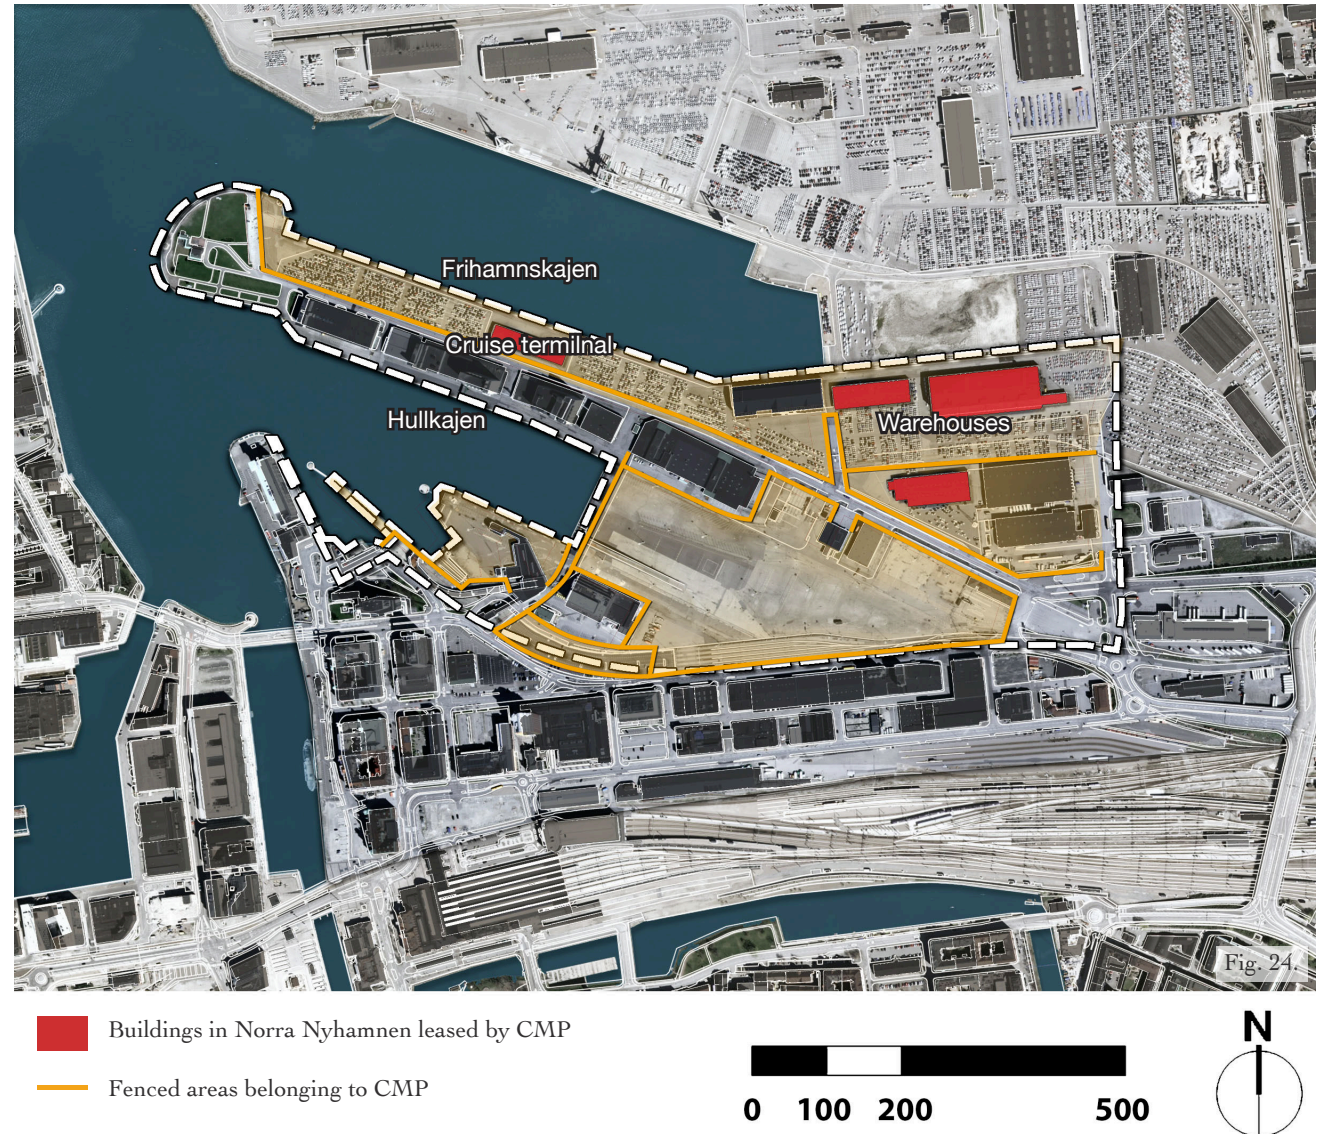 Frihamnskajen
Cruise termilnal
Hullkajen
Warehouses
Fig. 24.
Buildings in Norra Nyhamnen leased by CMP
Fenced areas belonging to CMP
0 100 200 500
N